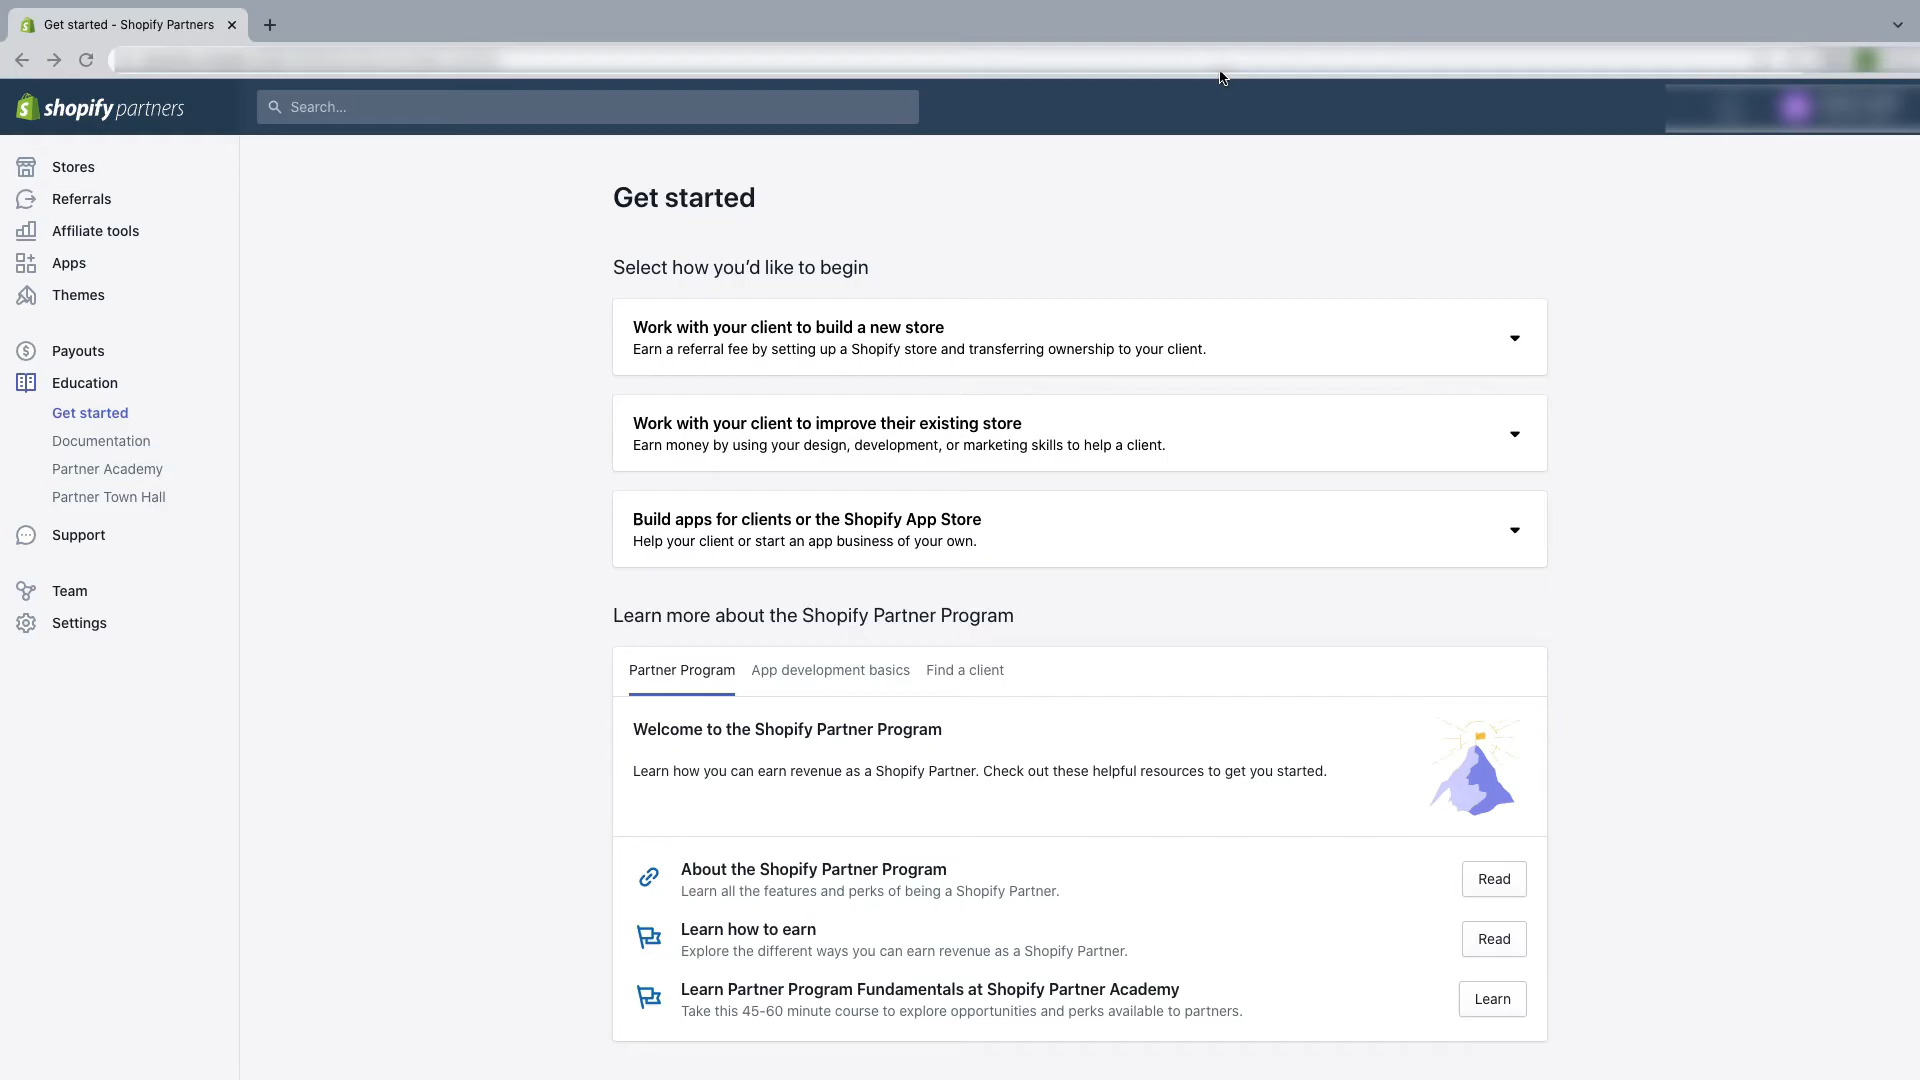 Get started - Shopify Partners
shopify partners
Search...
Stores
Referrals
Affiliate tools
Apps
Themes
Payouts
Education
Get started
Documentation
Partner Academy
Partner Town Hall
Support
Team
Settings
Get started
Select how you’d like to begin
Work with your client to build a new store
Earn a referral fee by setting up a Shopify store and transferring ownership to your client.
Work with your client to improve their existing store
Earn money by using your design, development, or marketing skills to help a client.
Build apps for clients or the Shopify App Store
Help your client or start an app business of your own.
Learn more about the Shopify Partner Program
Partner Program App development basics Find a client
Welcome to the Shopify Partner Program
Learn how you can earn revenue as a Shopify Partner. Check out these helpful resources to get you started.
About the Shopify Partner Program
Learn all the features and perks of being a Shopify Partner.
Read
Learn how to earn
Explore the different ways you can earn revenue as a Shopify Partner.
Read
Learn Partner Program Fundamentals at Shopify Partner Academy
Take this 45-60 minute course to explore opportunities and perks available to partners.
Learn